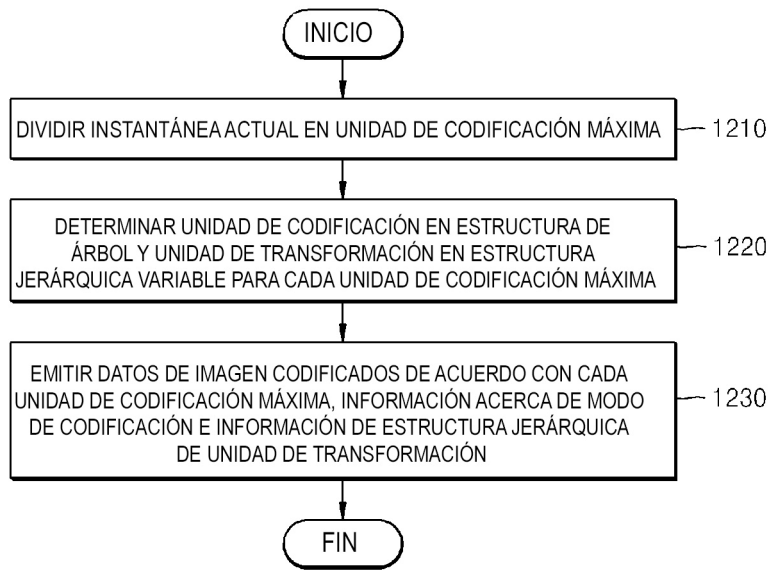 INICIO
DIVIDIR INSTANTÁNEA ACTUAL EN UNIDAD DE CODIFICACIÓN MÁXIMA
1210
DETERMINAR UNIDAD DE CODIFICACIÓN EN ESTRUCTURA DE
ÁRBOL Y UNIDAD DE TRANSFORMACIÓN EN ESTRUCTURA
JERÁRQUICA VARIABLE PARA CADA UNIDAD DE CODIFICACIÓN MÁXIMA
1220
EMITIR DATOS DE IMAGEN CODIFICADOS DE ACUERDO CON CADA
UNIDAD DE CODIFICACIÓN MÁXIMA, INFORMACIÓN ACERCA DE MODO
DE CODIFICACIÓN E INFORMACIÓN DE ESTRUCTURA JERÁRQUICA
DE UNIDAD DE TRANSFORMACIÓN
1230
FIN